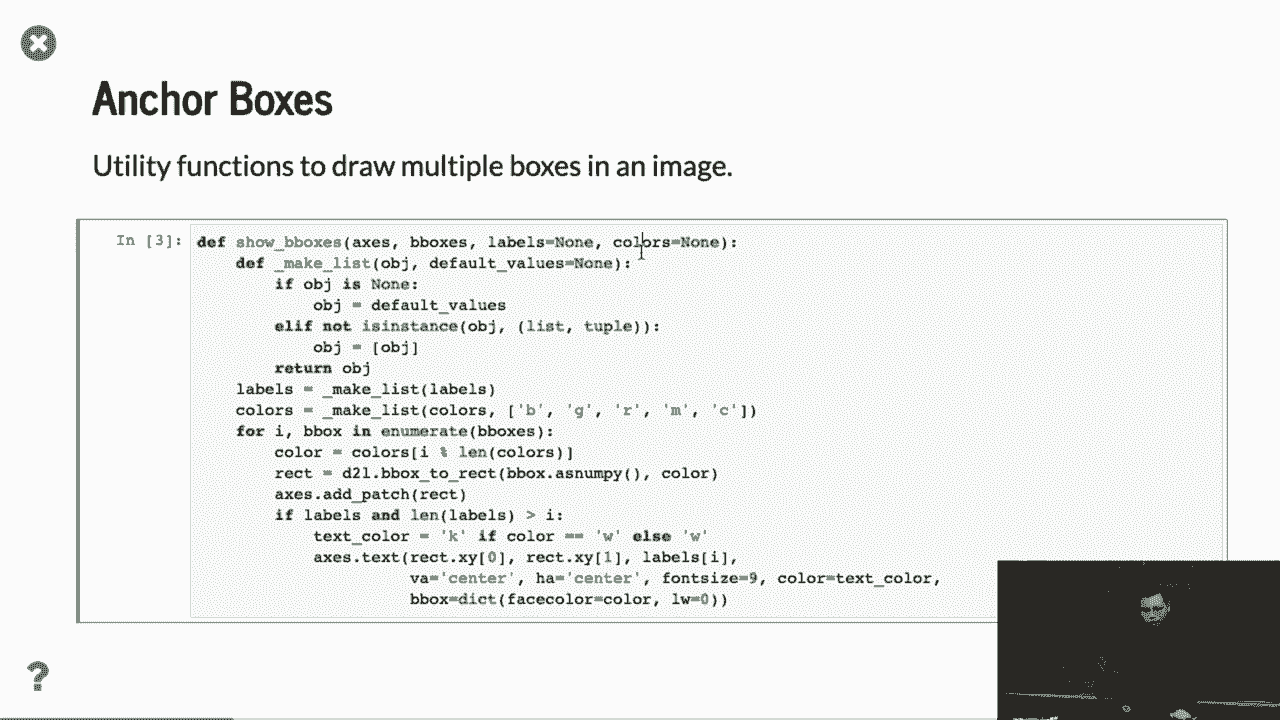 Anchor Boxes
Utility functions to draw multiple boxes in an image.
In [3]:
def show_bboxes(axes, bboxes, labels=None, colors=None):
    def _make_list(obj, default_values=None):
        if obj is None:
            obj = default_values
        elif not isinstance(obj, (list, tuple)):
            obj = [obj]
        return obj
    labels = _make_list(labels)
    colors = _make_list(colors, ['b', 'g', 'r', 'm', 'c'])
    for i, bbox in enumerate(bboxes):
        color = colors[i % len(colors)]
        rect = d2l.bbox_to_rect(bbox.asnumpy(), color)
        axes.add_patch(rect)
        if labels and len(labels) > i:
            text_color = 'k' if color == 'w' else 'w'
            axes.text(rect.xy[0], rect.xy[1], labels[i],
                      va='center', ha='center', fontsize=9, color=text_color,
                      bbox=dict(facecolor=color, lw=0))
?